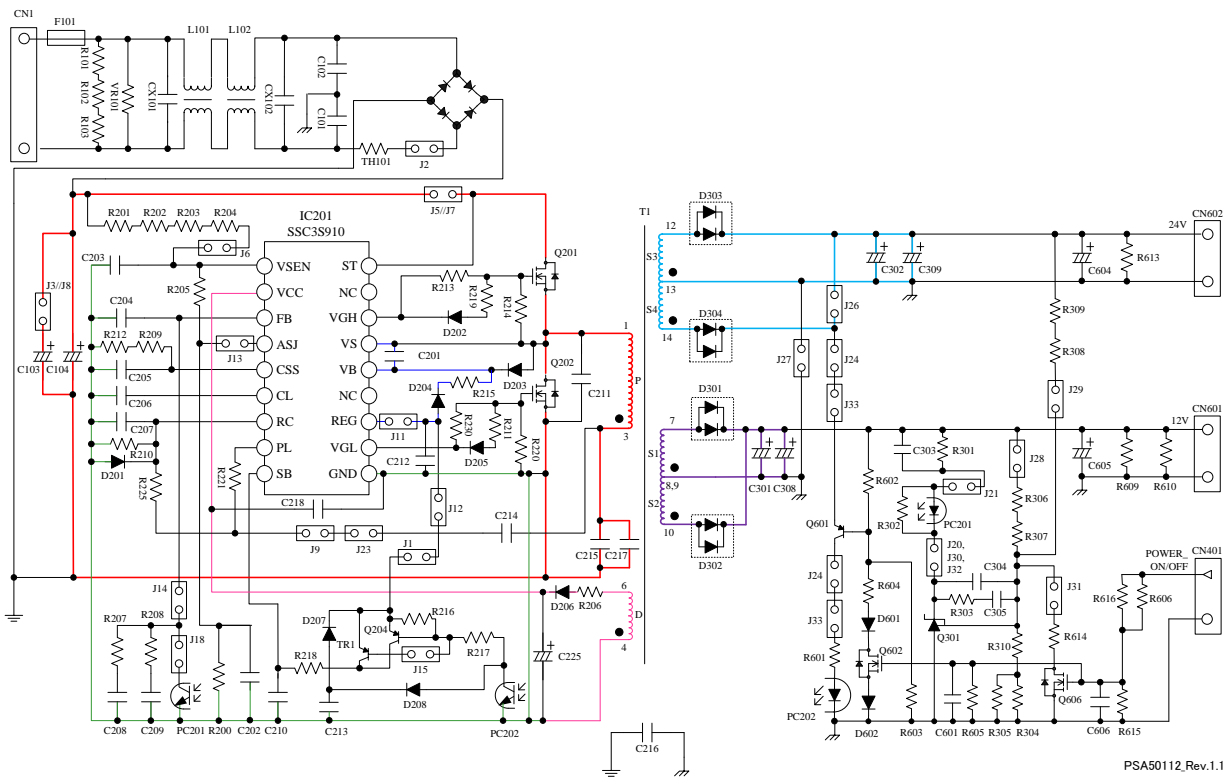 CN1
F101
L101
L102
R101
R102
R103
VR101
CX101
CX102
C102
C101
TH101
J2
J5//J7
R201
R202
R203
R204
J6
IC201
SSC3S910
C203
R205
VSEN
VCC
FB
ASJ
CSS
CL
RC
PL
SB
ST
NC
VGH
VS
VB
NC
REG
VGL
GND
J3//J8
C103
C104
C204
R212
R209
C205
C206
C207
R210
D201
R225
R221
J13
C218
J9
J23
C214
J1
J12
J11
C212
R213
R219
R214
D202
Q201
C201
Q202
D203
R215
D204
R230
D205
R211
R220
C211
C215
C217
T1
1
P
3
6
D
4
12
S3
13
S4
14
7
S1
8,9
S2
10
D303
D304
D301
D302
J14
R207
R208
J18
C208
C209
PC201
R200
C202
C210
R218
D207
TR1
Q204
R216
J15
R217
D208
C213
PC202
D206
R206
C225
C216
J27
J26
J24
J33
C302
C309
C604
R613
24V
CN602
R309
R308
J29
12V
CN601
C301
C308
R602
C303
R301
J21
R302
PC201
J28
R306
R307
C605
R609
R610
Q601
J24
J33
R601
PC202
R604
D601
Q602
D602
R603
J20,
J30,
J32
C304
R303
C305
Q301
R310
C601
R605
R305
R304
J31
R614
Q606
C606
R615
R616
R606
POWER_
ON/OFF
CN401
PSA50112_Rev.1.1